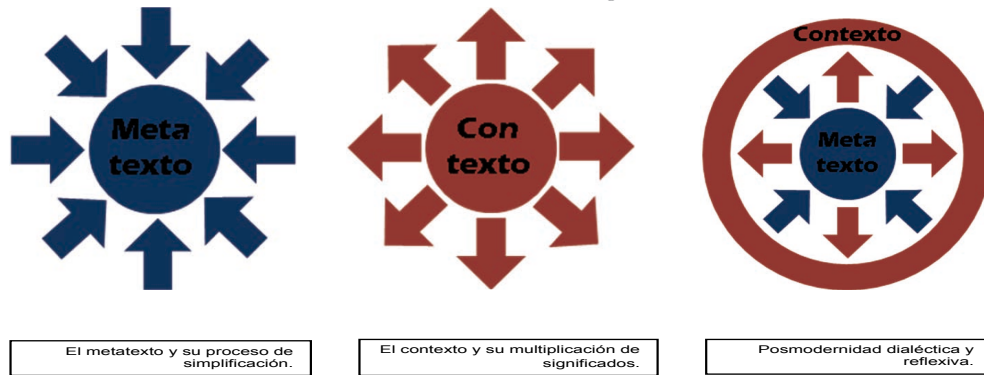 Meta
texto
Con
texto
Contexto
Meta
texto
El metatexto y su proceso de
simplificación.
El contexto y su multiplicación de
significados.
Posmodernidad dialéctica y
reflexiva.